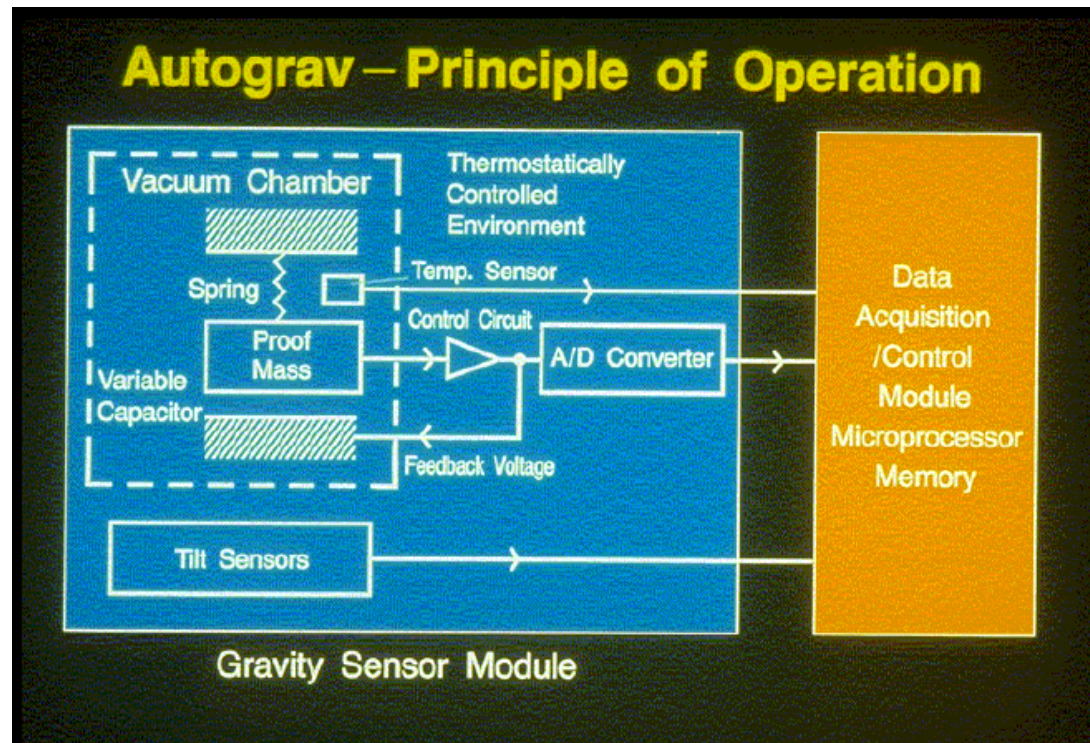 Autograv – Principle of Operation
Vacuum Chamber
Thermostatically
Controlled
Environment
Spring
Temp. Sensor
Proof
Mass
Control Circuit
A/D Converter
Variable
Capacitor
Feedback Voltage
Tilt Sensors
Data
Acquisition
/Control
Module
Microprocessor
Memory
Gravity Sensor Module